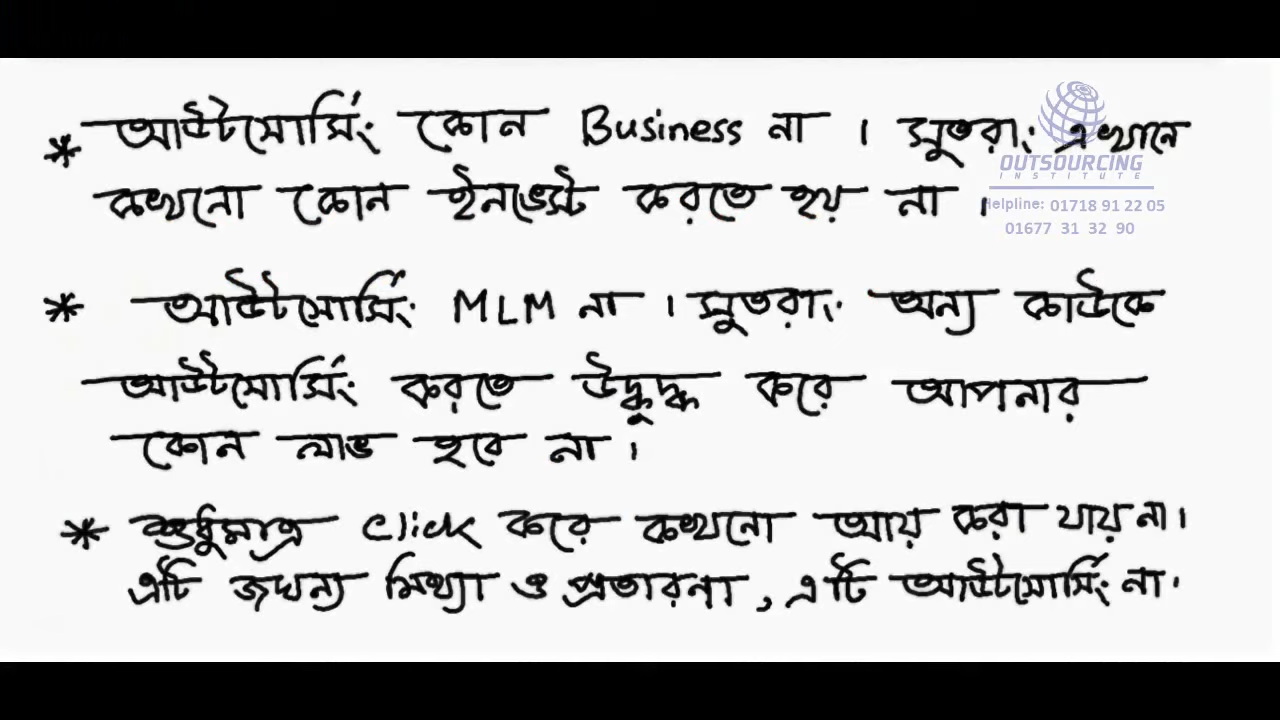 * আউটসোর্সিং কোন Business না । সুতরাং এখানে
কখনো কোন ইনভেস্ট করতে হয় না ।
* আউটসোর্সিং MLM না । সুতরাং অন্য কাউকে
আউটসোর্সিং করতে উদ্বুদ্ধ করে আপনার
কোন লাভ হবে না ।
* শুধুমাত্র Click করে কখনো আয় করা যায় না ।
এটি জঘন্য মিথ্যা ও প্রতারনা , এটি আউটসোর্সিং না ।
OUTSOURCING
INSTITUTE
Helpline: 01718 91 22 05
01677 31 32 90